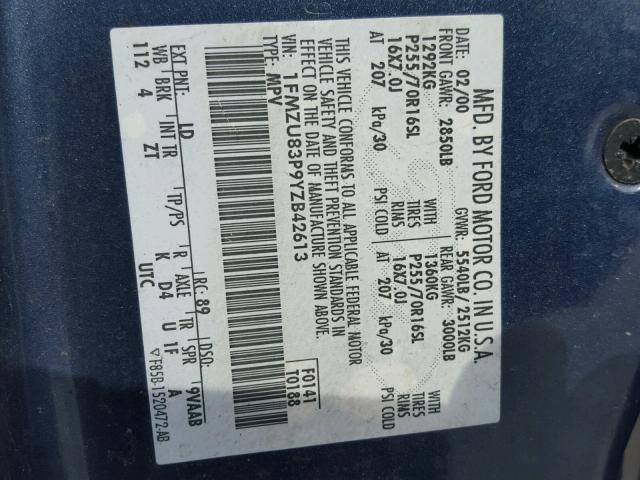 MFD. BY FORD MOTOR CO. IN U.S.A.
DATE: 02/00 GVWR: 5540LB/ 2512KG
FRONT GAWR: 2850LB REAR GAWR: 3000LB
1292KG WITH 1360KG WITH
P255/70R16SL TIRES P255/70R16SL TIRES
16X7.0J RIMS 16X7.0J RIMS
AT 207 kPa/30 PSI COLD AT 207 kPa/30 PSI COLD
THIS VEHICLE CONFORMS TO ALL APPLICABLE FEDERAL MOTOR
VEHICLE SAFETY AND THEFT PREVENTION STANDARDS IN
EFFECT ON THE DATE OF MANUFACTURE SHOWN ABOVE.
VIN: 1FMZU83P9YZB42613 F0141
TYPE: MPV T0188
EXT PNT: JD RC: 89 DSO:
WB BRK INT TR TP/PS R AXLE TR SPR 9VAAB
112 4 ZT K D4 U 1F A
UTC ▽F85B-1520472-AB